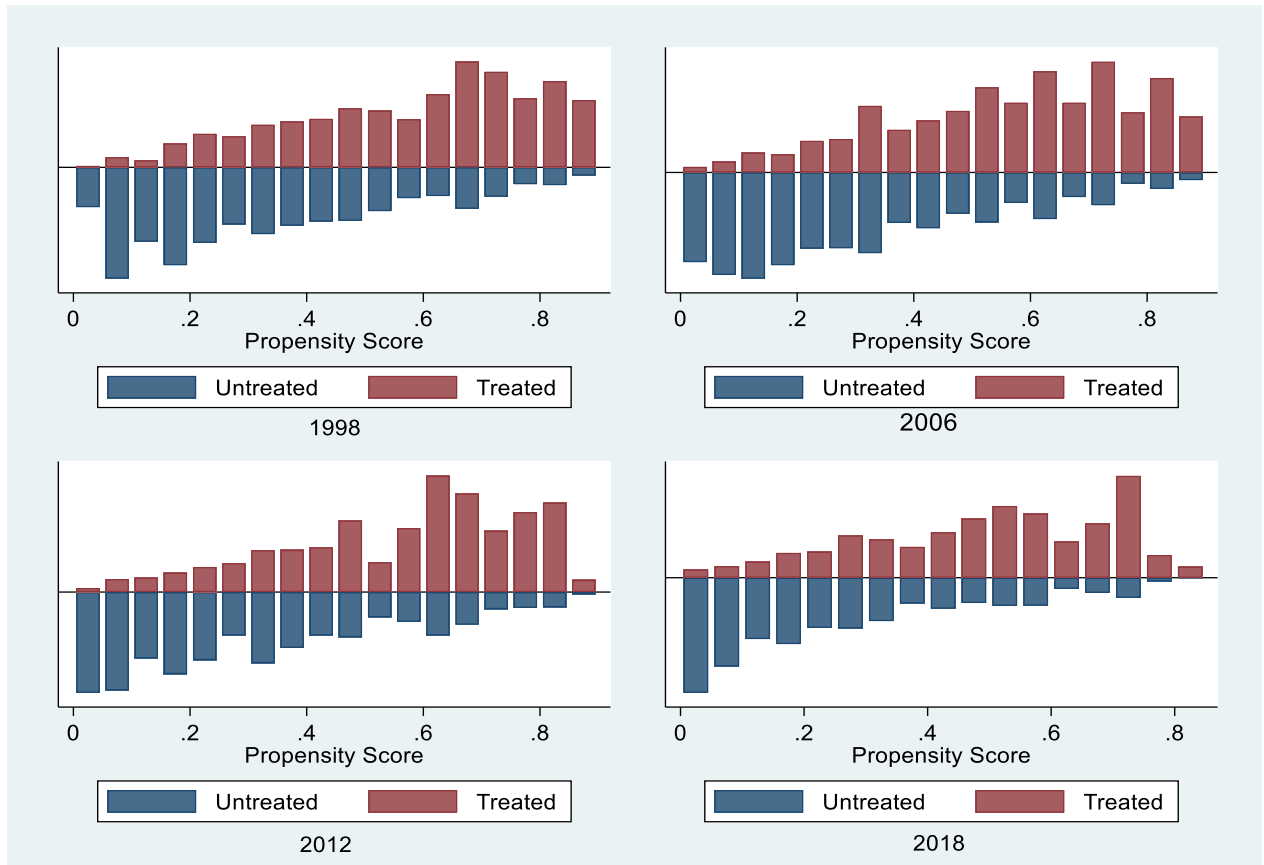 0 .2 .4 .6 .8
Propensity Score
Untreated Treated
1998
0 .2 .4 .6 .8
Propensity Score
Untreated Treated
2006
0 .2 .4 .6 .8
Propensity Score
Untreated Treated
2012
0 .2 .4 .6 .8
Propensity Score
Untreated Treated
2018